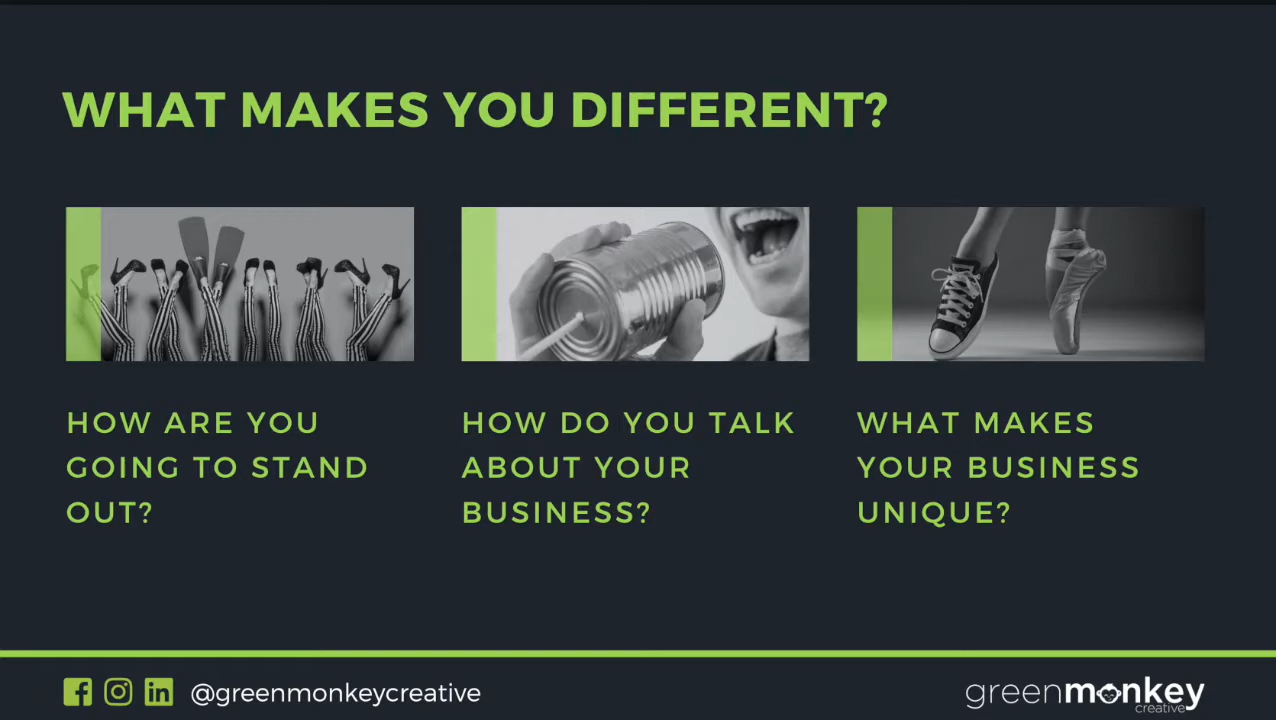 WHAT MAKES YOU DIFFERENT?
HOW ARE YOU
GOING TO STAND
OUT?
HOW DO YOU TALK
ABOUT YOUR
BUSINESS?
WHAT MAKES
YOUR BUSINESS
UNIQUE?
@greenmonkeycreative
greenmonkey
creative